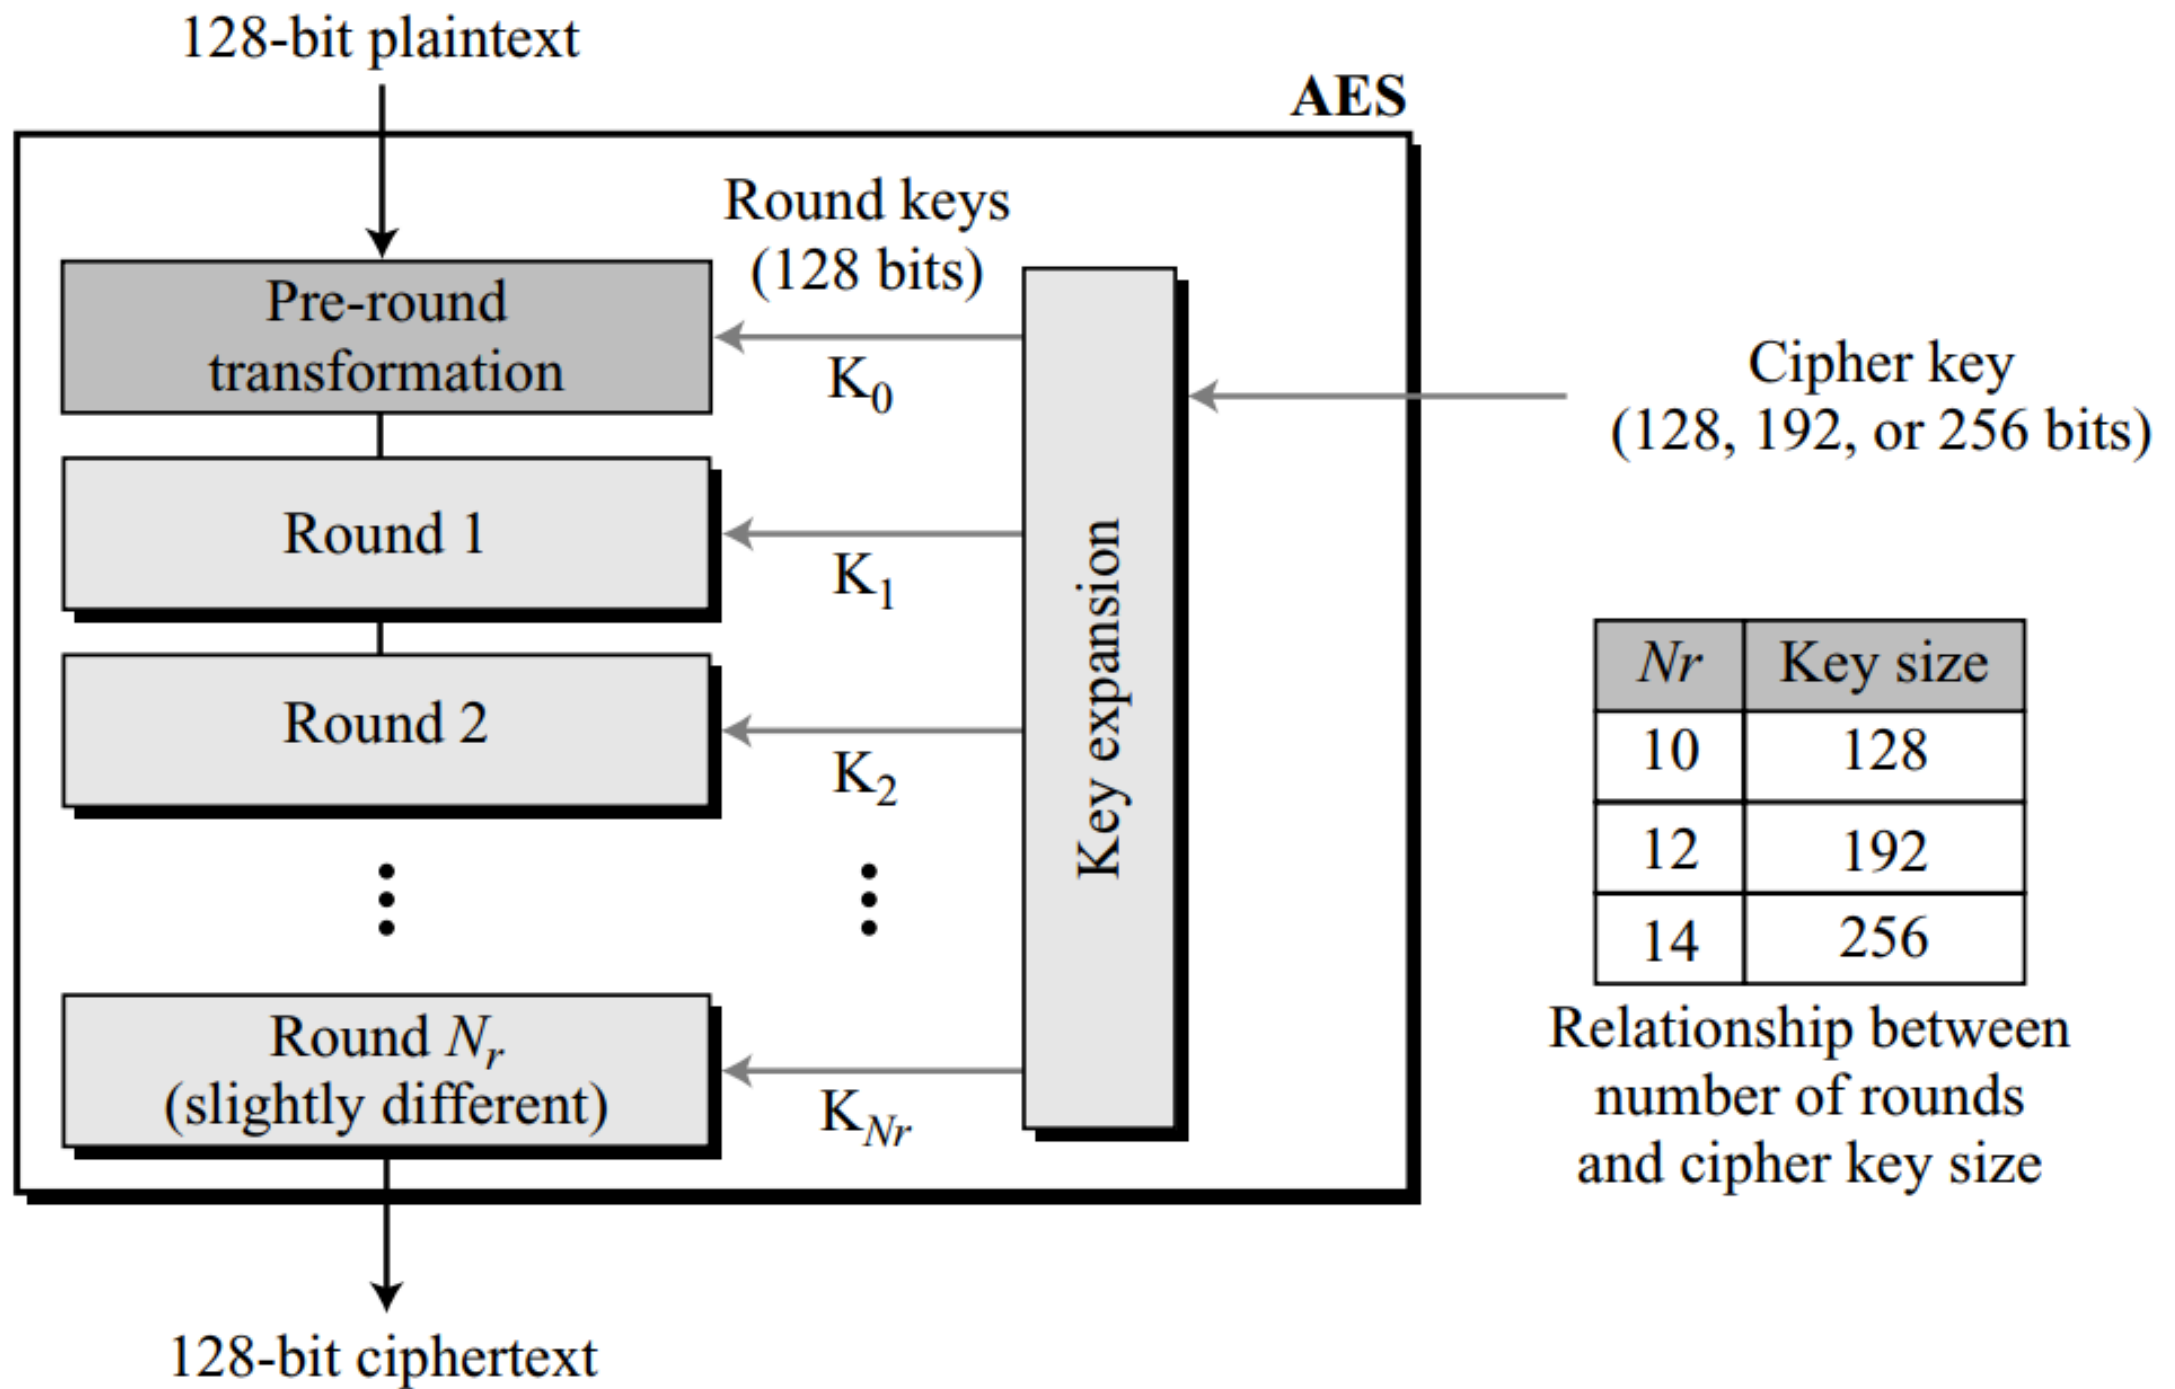 128-bit plaintext
AES
Round keys
(128 bits)
Pre-round
transformation
K0
Cipher key
(128, 192, or 256 bits)
Round 1
K1
Key expansion
Round 2
K2
Nr Key size
10 128
12 192
14 256
Relationship between
number of rounds
and cipher key size
Round Nr
(slightly different)
KNr
128-bit ciphertext